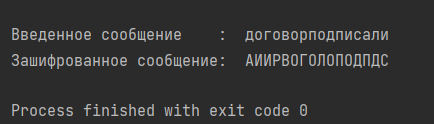 Введенное сообщение    :  договорподписали
Зашифрованное сообщение:  АИИРВОГОЛОПОДПДС
Process finished with exit code 0